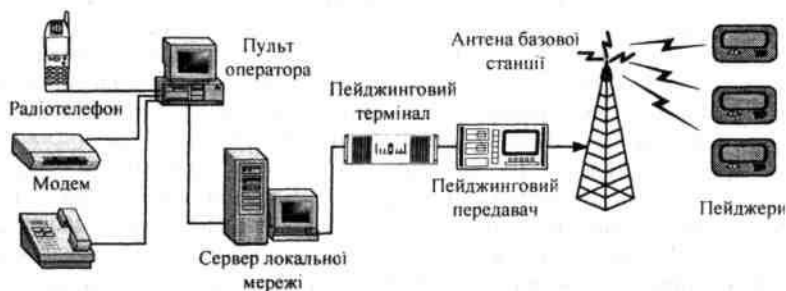 Пульт
оператора
Антена базової
станції
Радіотелефон
Пейджинговий
термінал
Модем
Пейджинговий
передавач
Пейджери
Сервер локальної
мережі